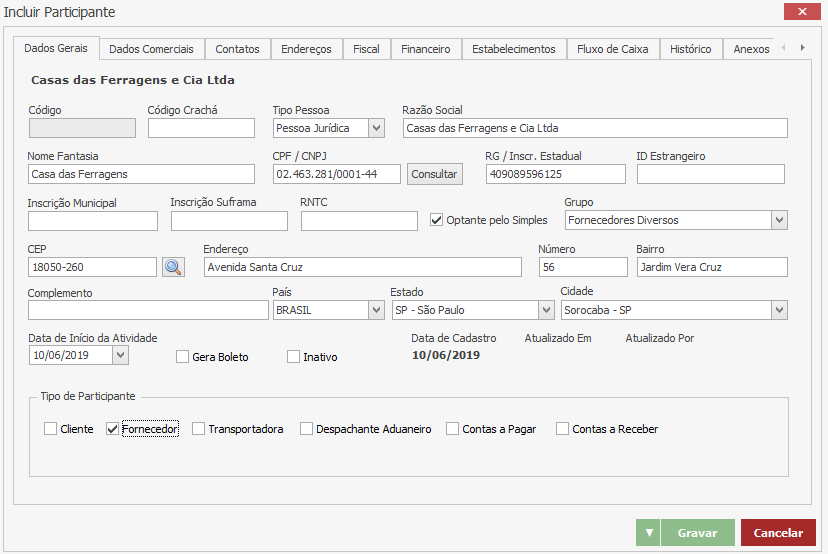 Incluir Participante
Dados Gerais Dados Comerciais Contatos Endereços Fiscal Financeiro Estabelecimentos Fluxo de Caixa Histórico Anexos
Casas das Ferragens e Cia Ltda
Código Código Crachá Tipo Pessoa Razão Social
Pessoa Jurídica Casas das Ferragens e Cia Ltda
Nome Fantasia CPF / CNPJ RG / Inscr. Estadual ID Estrangeiro
Casa das Ferragens 02.463.281/0001-44 Consultar 409089596125
Inscrição Municipal Inscrição Suframa RNTC Grupo
Optante pelo Simples Fornecedores Diversos
CEP Endereço Número Bairro
18050-260 Avenida Santa Cruz 56 Jardim Vera Cruz
Complemento País Estado Cidade
BRASIL SP - São Paulo Sorocaba - SP
Data de Início da Atividade Data de Cadastro Atualizado Em Atualizado Por
10/06/2019 Gera Boleto Inativo 10/06/2019
Tipo de Participante
Cliente Fornecedor Transportadora Despachante Aduaneiro Contas a Pagar Contas a Receber
Gravar Cancelar